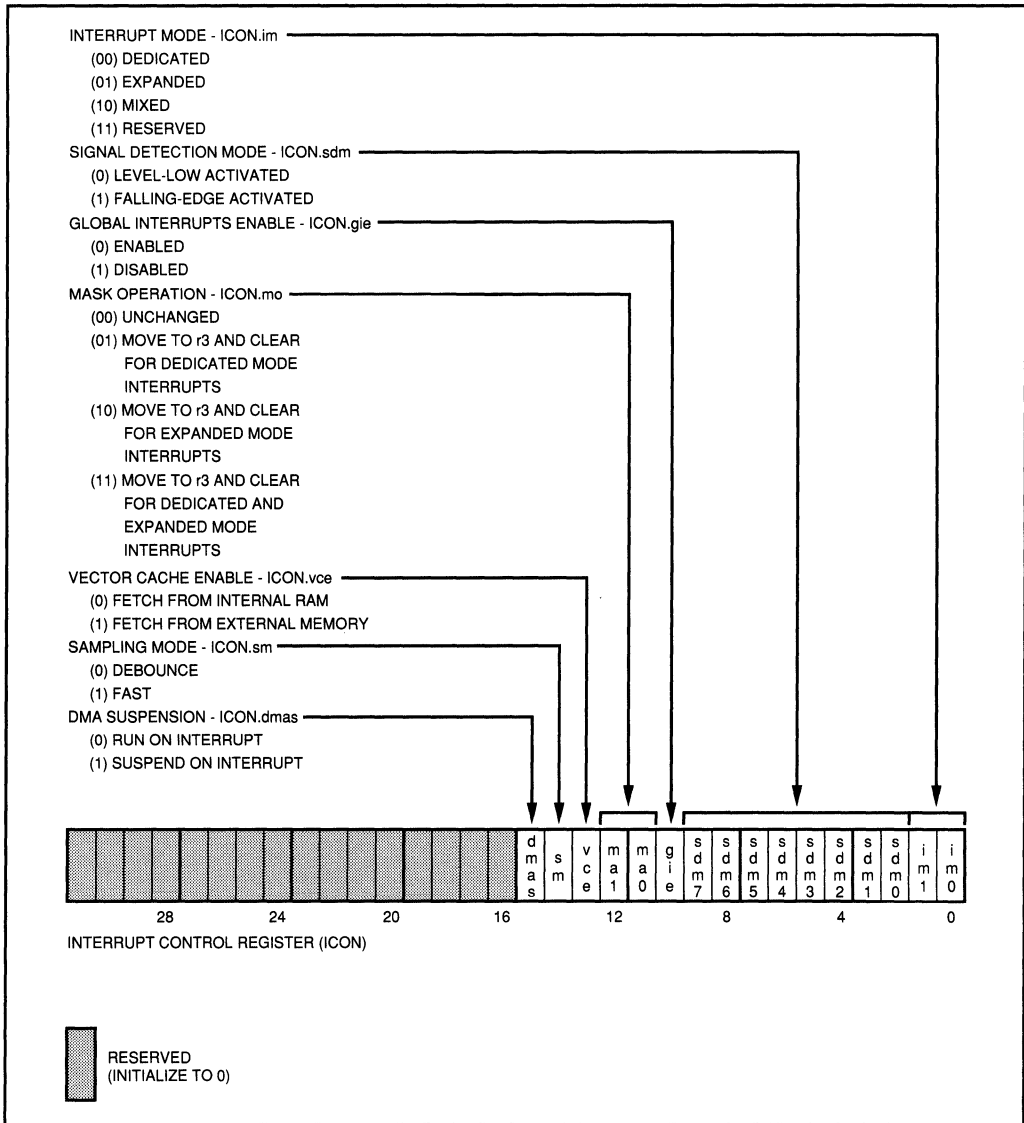 INTERRUPT MODE - ICON.im
(00) DEDICATED
(01) EXPANDED
(10) MIXED
(11) RESERVED
SIGNAL DETECTION MODE - ICON.sdm
(0) LEVEL-LOW ACTIVATED
(1) FALLING-EDGE ACTIVATED
GLOBAL INTERRUPTS ENABLE - ICON.gie
(0) ENABLED
(1) DISABLED
MASK OPERATION - ICON.mo
(00) UNCHANGED
(01) MOVE TO r3 AND CLEAR
FOR DEDICATED MODE
INTERRUPTS
(10) MOVE TO r3 AND CLEAR
FOR EXPANDED MODE
INTERRUPTS
(11) MOVE TO r3 AND CLEAR
FOR DEDICATED AND
EXPANDED MODE
INTERRUPTS
VECTOR CACHE ENABLE - ICON.vce
(0) FETCH FROM INTERNAL RAM
(1) FETCH FROM EXTERNAL MEMORY
SAMPLING MODE - ICON.sm
(0) DEBOUNCE
(1) FAST
DMA SUSPENSION - ICON.dmas
(0) RUN ON INTERRUPT
(1) SUSPEND ON INTERRUPT
dmas sm vce ma1 ma0 gie sdm7 sdm6 sdm5 sdm4 sdm3 sdm2 sdm1 sdm0 im1 im0
28 24 20 16 12 8 4 0
INTERRUPT CONTROL REGISTER (ICON)
RESERVED
(INITIALIZE TO 0)